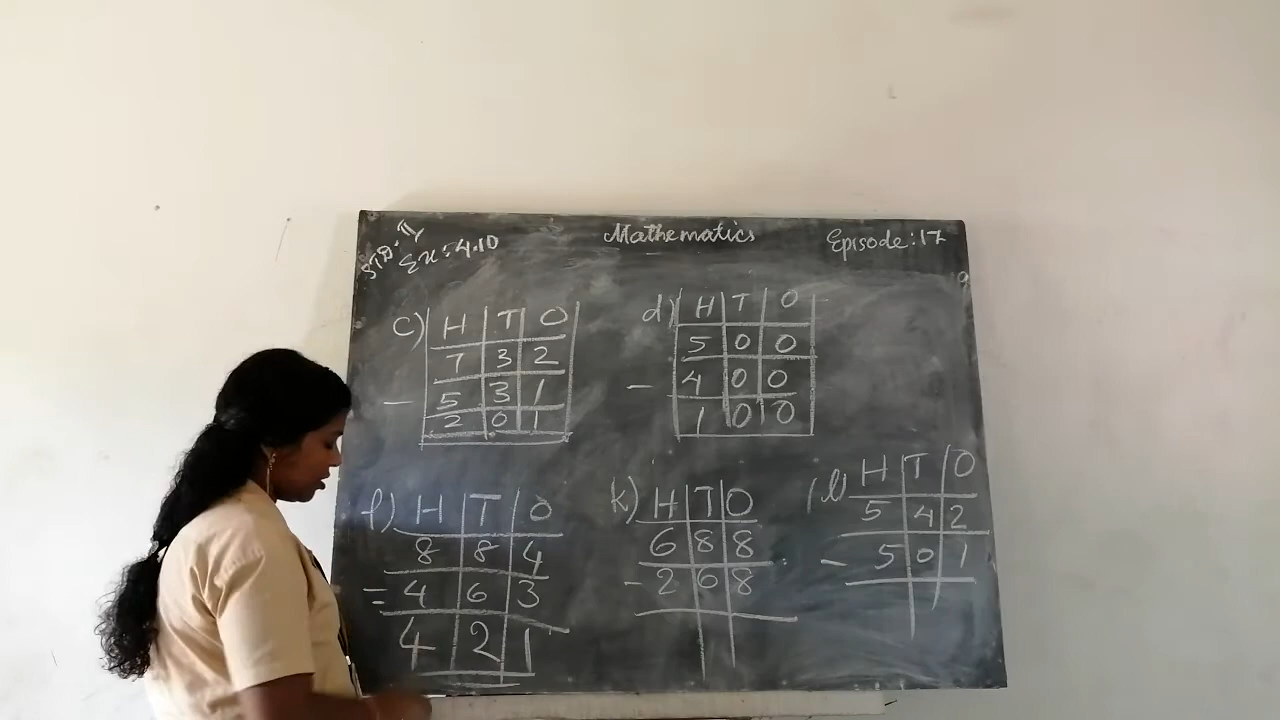 STD: II
Ex: 4.10
Mathematics
Episode: 17
c) H T O
7 3 2
- 5 3 1
2 0 1
d) H T O
5 0 0
- 4 0 0
1 0 0
f) H T O
8 8 4
= 4 6 3
4 2 1
k) H T O
6 8 8
- 2 6 8
l) H T O
5 4 2
- 5 0 1